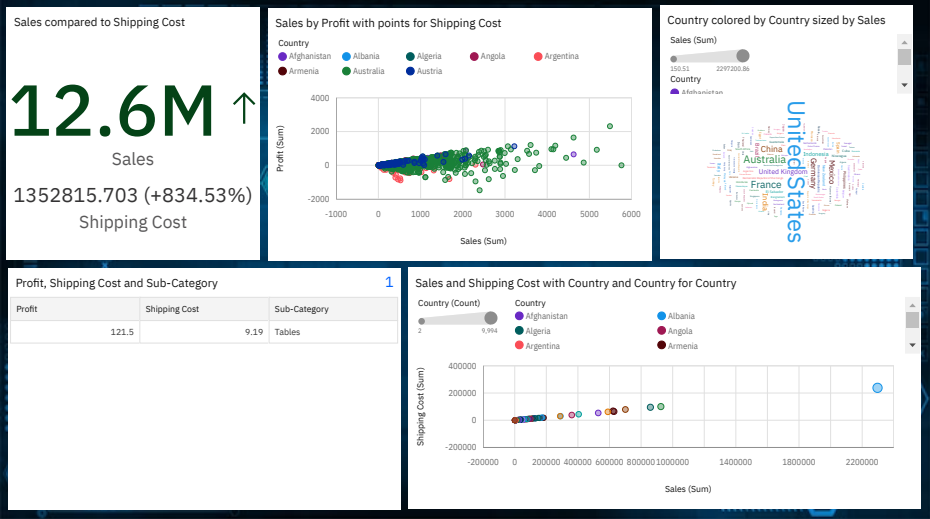 Sales compared to Shipping Cost
12.6M ↑
Sales
1352815.703 (+834.53%)
Shipping Cost
Sales by Profit with points for Shipping Cost
Country
Afghanistan Albania Algeria Angola Argentina
Armenia Australia Austria
Profit (Sum)
4000
2000
0
-2000
-1000 0 1000 2000 3000 4000 5000 6000
Sales (Sum)
Country colored by Country sized by Sales
Sales (Sum)
150.51 2297200.86
Country
Afghanistan
United States
China
Australia
United Kingdom
France
Germany
Mexico
India
Indonesia
Profit, Shipping Cost and Sub-Category 1
Profit Shipping Cost Sub-Category
121.5 9.19 Tables
Sales and Shipping Cost with Country and Country for Country
Country (Count)
2 9,994
Country
Afghanistan Albania
Algeria Angola
Argentina Armenia
Shipping Cost (Sum)
400000
200000
0
-200000
-200000 0 200000 400000 600000 800000 1000000 1400000 1800000 2200000
Sales (Sum)